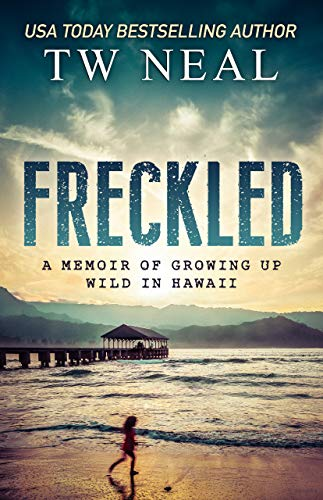 USA TODAY BESTSELLING AUTHOR
TW NEAL
FRECKLED
A MEMOIR OF GROWING UP
WILD IN HAWAII